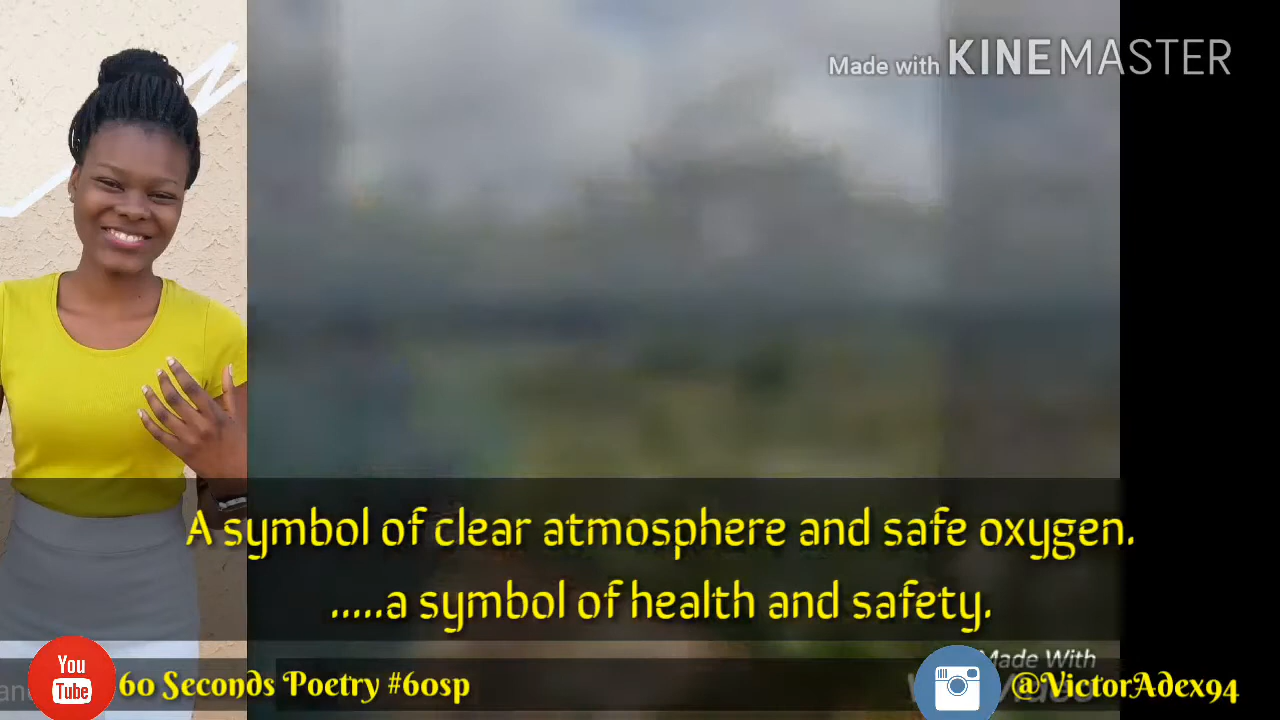 Made with KINEMASTER
A symbol of clear atmosphere and safe oxygen.
.....a symbol of health and safety.
Made With
You
Tube
60 Seconds Poetry #60sp
@VictorAdex94